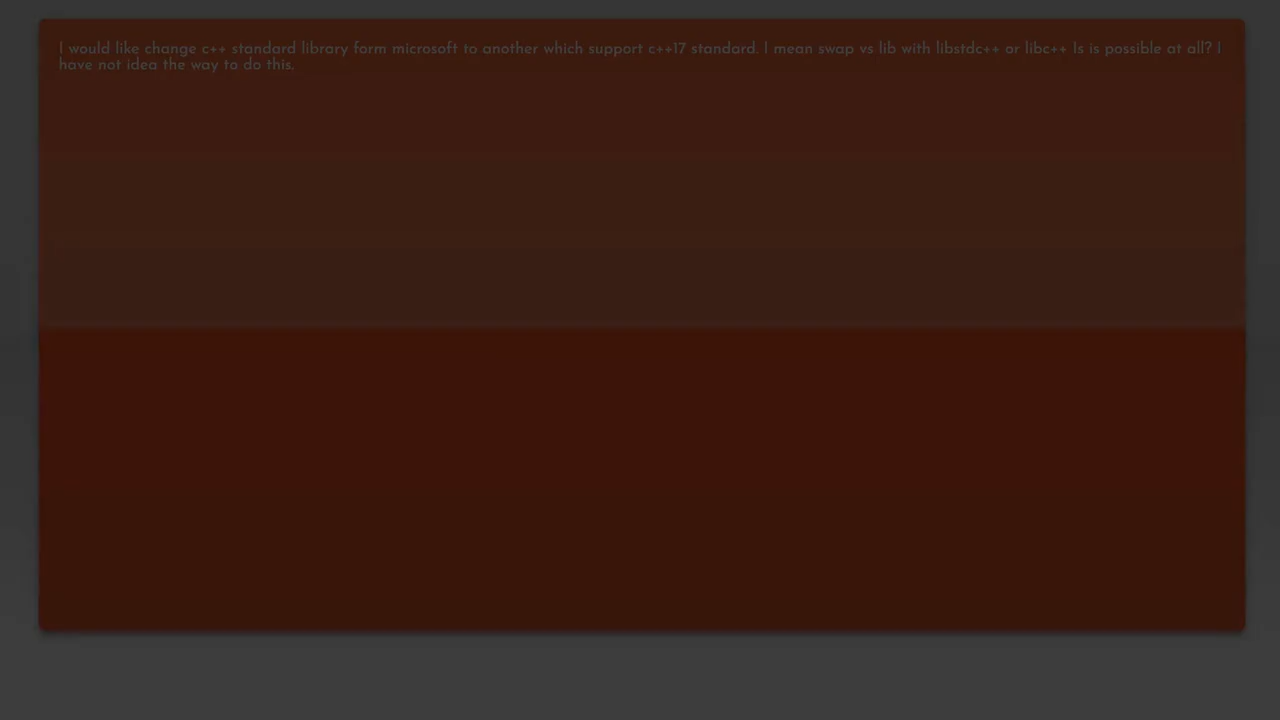 I would like change c++ standard library form microsoft to another which support c++17 standard. I mean swap vs lib with libstdc++ or libc++ Is is possible at all? I
have not idea the way to do this.